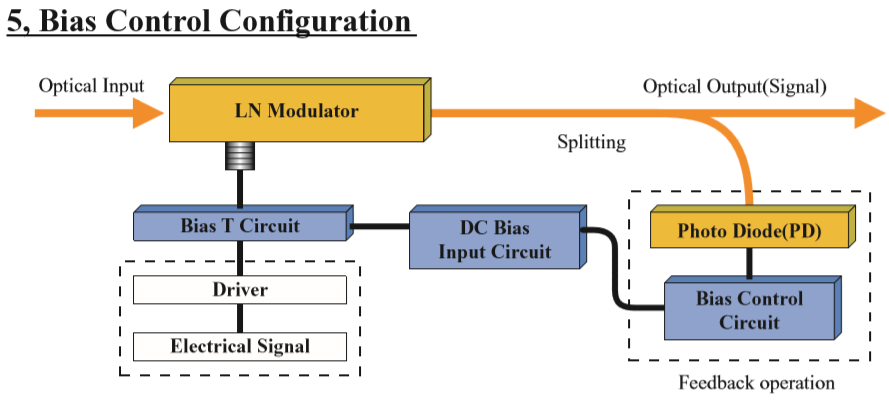 5, Bias Control Configuration
Optical Input
LN Modulator
Optical Output(Signal)
Splitting
Bias T Circuit
DC Bias
Input Circuit
Photo Diode(PD)
Driver
Bias Control
Circuit
Electrical Signal
Feedback operation